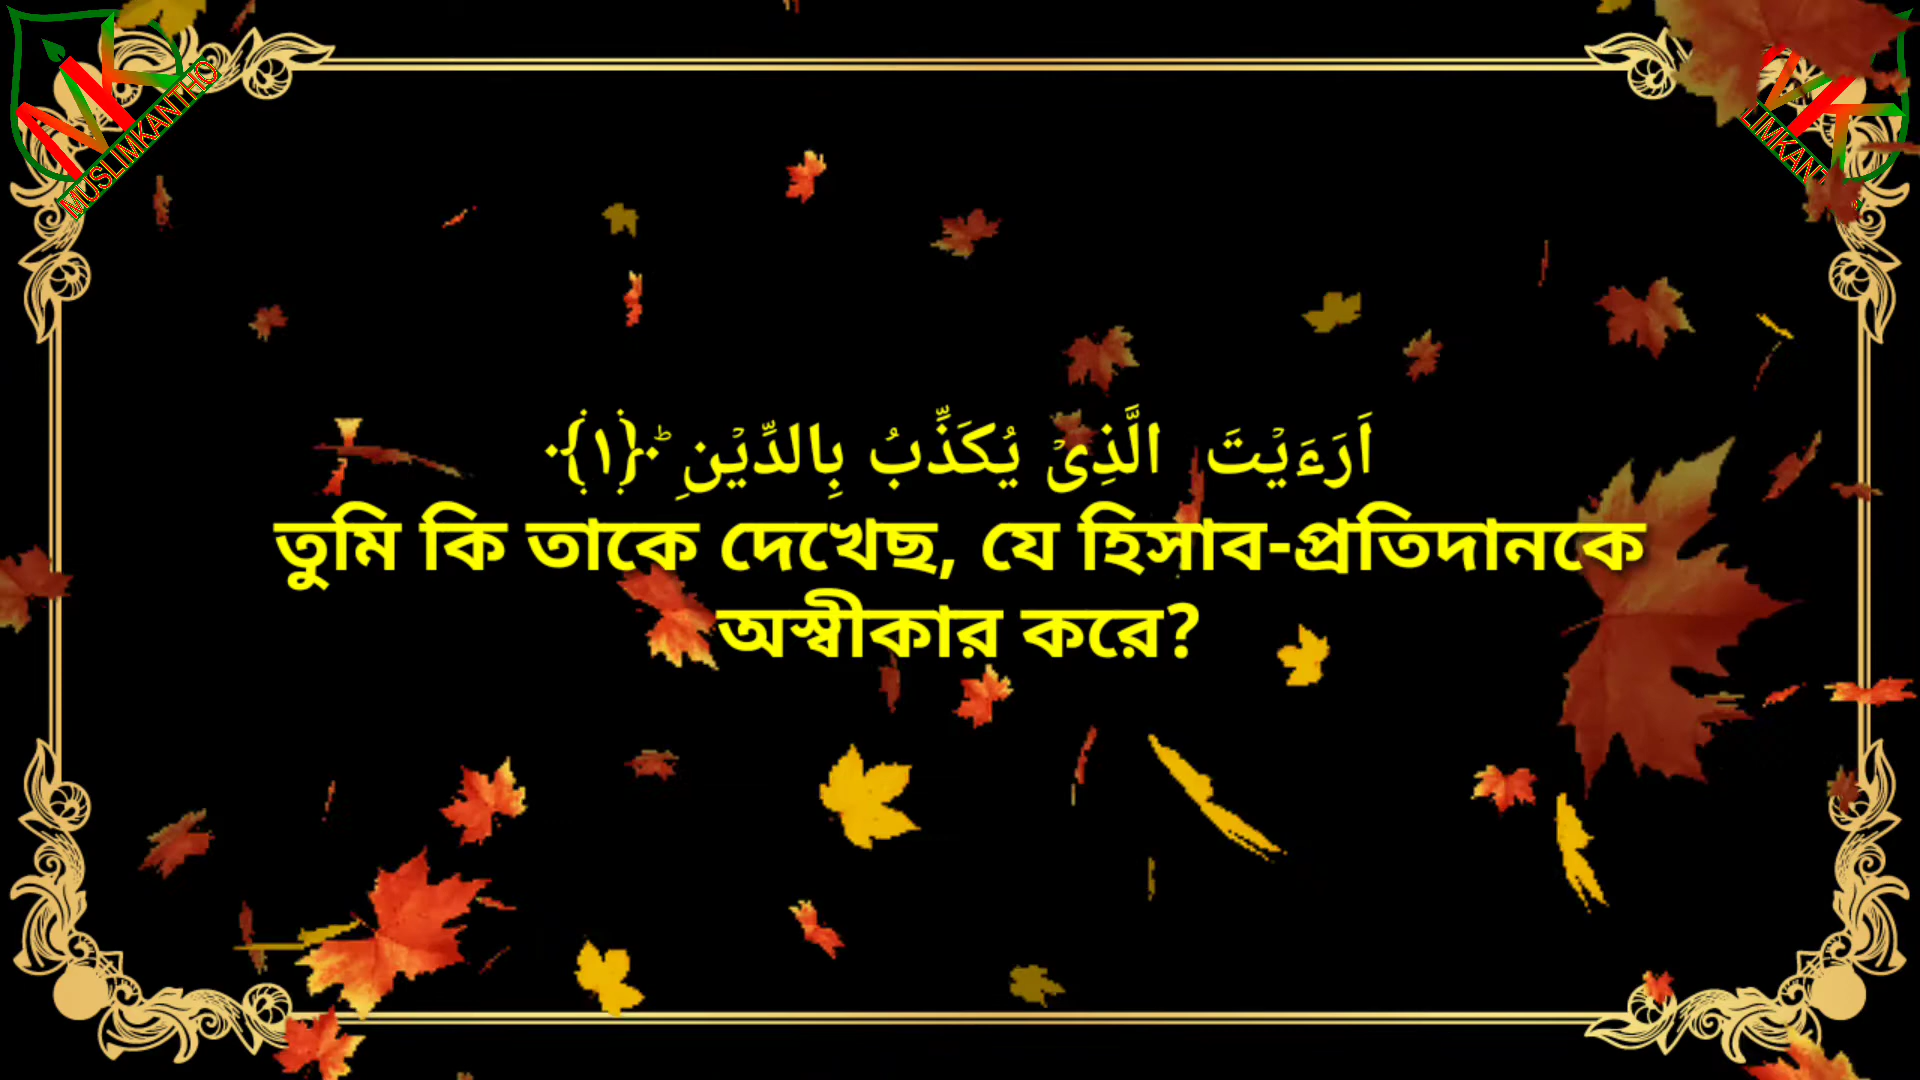 MUSLIMKANTHO
اَرَءَیۡتَ الَّذِیۡ یُکَذِّبُ بِالدِّیۡنِ ؕ﴿۱﴾
তুমি কি তাকে দেখেছ, যে হিসাব-প্রতিদানকে
অস্বীকার করে?